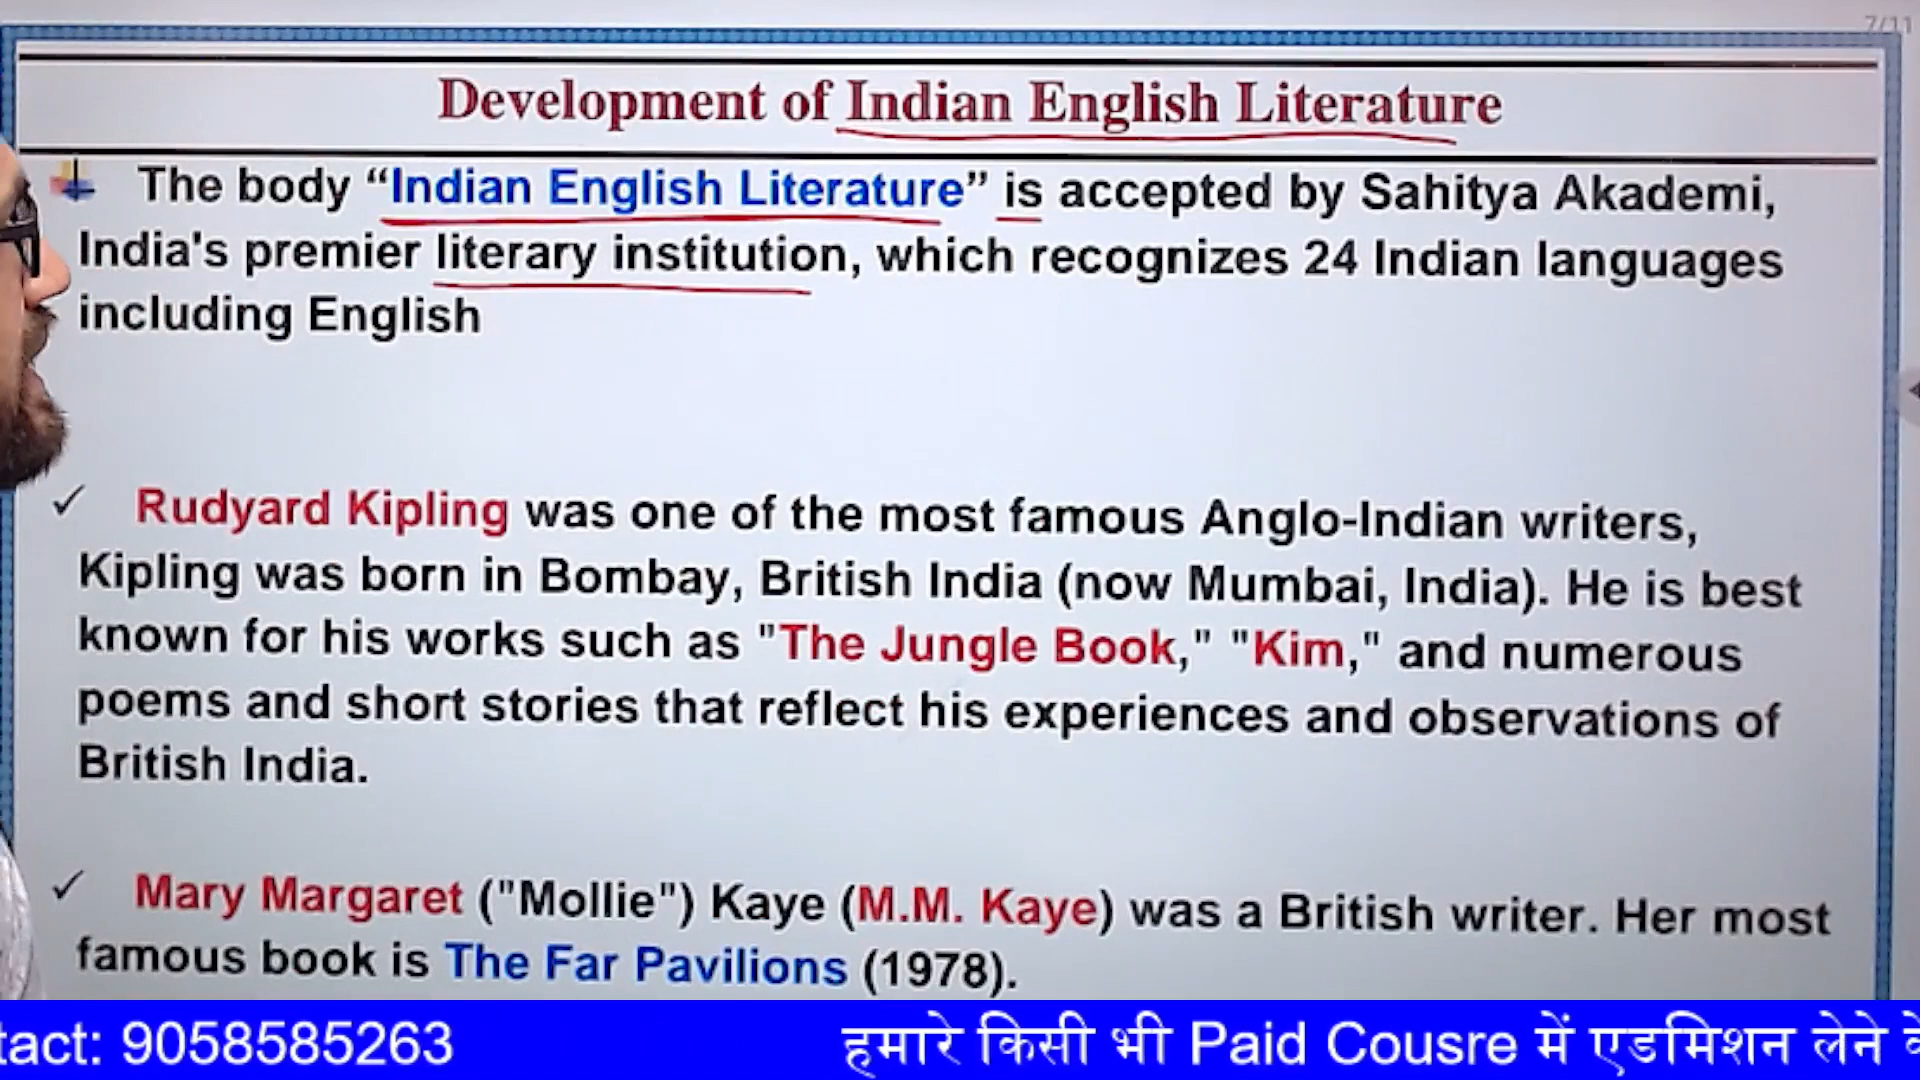 7/11
Development of Indian English Literature
The body “Indian English Literature” is accepted by Sahitya Akademi,
India's premier literary institution, which recognizes 24 Indian languages
including English
✓ Rudyard Kipling was one of the most famous Anglo-Indian writers,
Kipling was born in Bombay, British India (now Mumbai, India). He is best
known for his works such as "The Jungle Book," "Kim," and numerous
poems and short stories that reflect his experiences and observations of
British India.
✓ Mary Margaret ("Mollie") Kaye (M.M. Kaye) was a British writer. Her most
famous book is The Far Pavilions (1978).
tact: 9058585263 हमारे किसी भी Paid Cousre में एडमिशन लेने